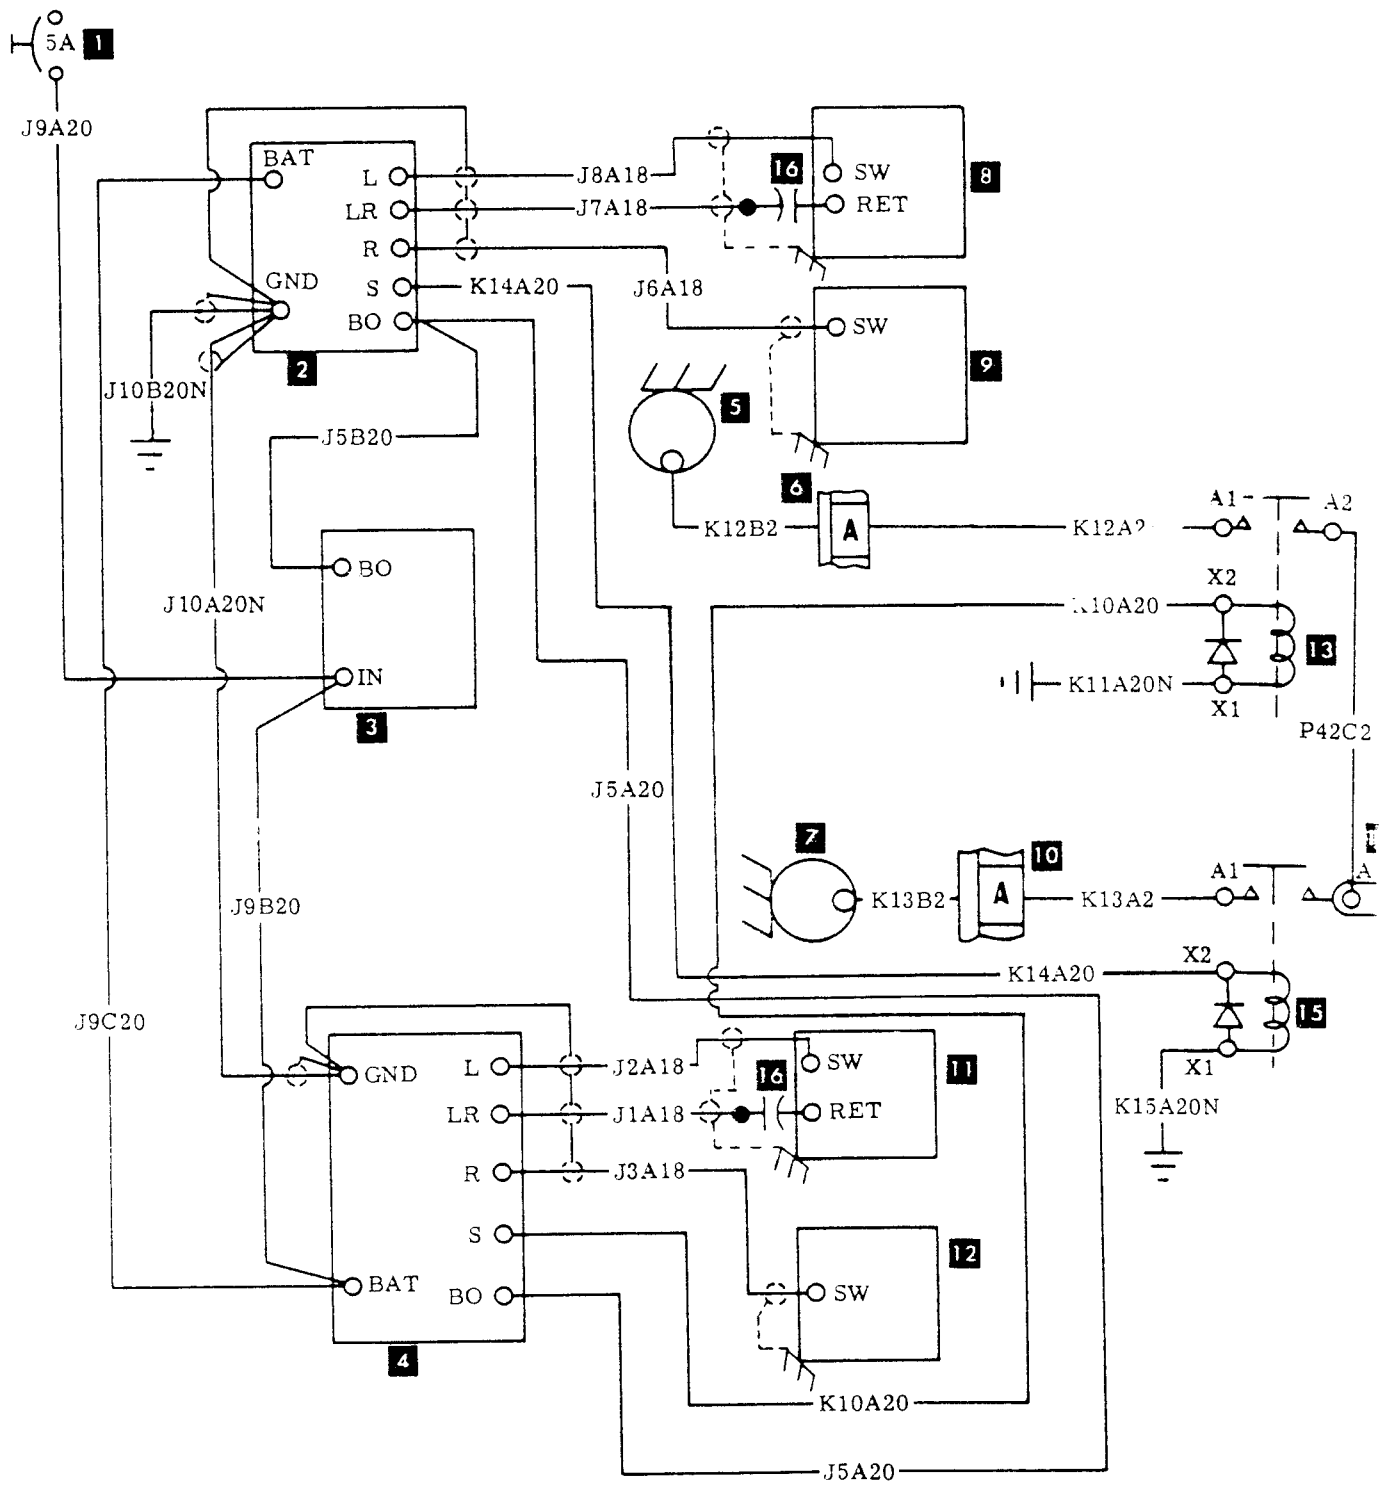 5A 1
J9A20
BAT
L J8A18 16 SW 8
LR J7A18 RET
R
GND S K14A20 J6A18
BO SW
2 9
J10B20N 5
J5B20
6
A1 A2
K12B2 A K12A2
BO X2
J10A20N K10A20
13
IN K11A20N
X1
3 P42C2
J5A20
7 10
A1 A
K13B2 A K13A2
J9B20
X2
K14A20
J9C20 15
L J2A18 SW 11 X1
GND 16
LR J1A18 RET K15A20N
R J3A18
S 12
BAT BO SW
4
K10A20
J5A20